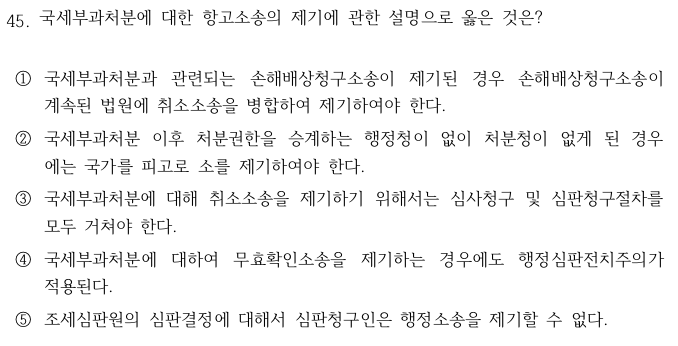 45. 국세부과처분에 대한 항고소송의 제기에 관한 설명으로 옳은 것은?
① 국세부과처분과 관련되는 손해배상청구소송이 제기된 경우 손해배상청구소송이
계속된 법원에 취소소송을 병합하여 제기하여야 한다.
② 국세부과처분 이후 처분권한을 승계하는 행정청이 없이 처분청이 없게 된 경우
에는 국가를 피고로 소를 제기하여야 한다.
③ 국세부과처분에 대해 취소소송을 제기하기 위해서는 심사청구 및 심판청구절차를
모두 거쳐야 한다.
④ 국세부과처분에 대하여 무효확인소송을 제기하는 경우에도 행정심판전치주의가
적용된다.
⑤ 조세심판원의 심판결정에 대해서 심판청구인은 행정소송을 제기할 수 없다.